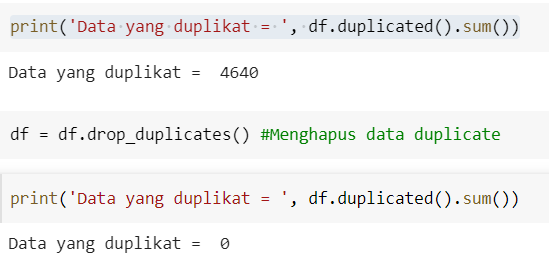 print('Data yang duplikat = ', df.duplicated().sum())
Data yang duplikat =  4640
df = df.drop_duplicates() #Menghapus data duplicate
print('Data yang duplikat = ', df.duplicated().sum())
Data yang duplikat =  0